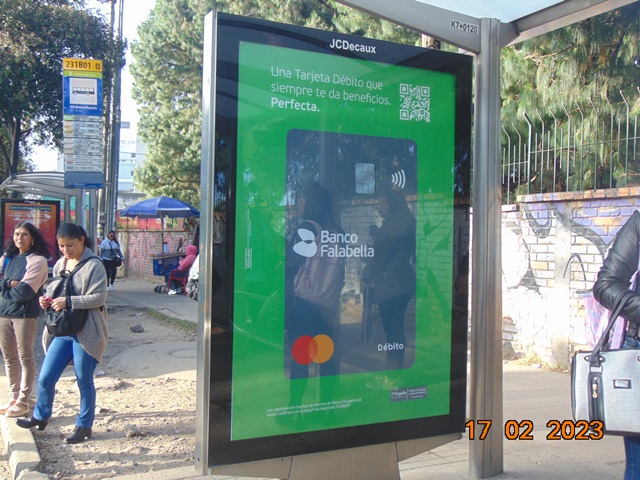 K7+0120
JCDecaux
231B01
Una Tarjeta Débito que
siempre te da beneficios.
Perfecta.
Banco
Falabella
Débito
17 02 2023